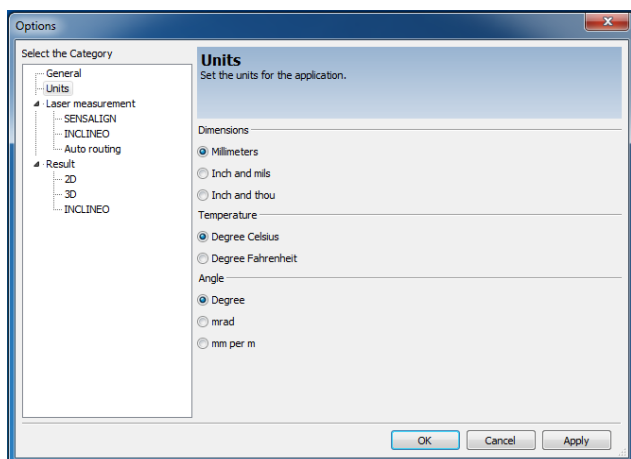 Options
Select the Category
General
Units
Laser measurement
SENSALIGN
INCLINEO
Auto routing
Result
2D
3D
INCLINEO
Units
Set the units for the application.
Dimensions
Millimeters
Inch and mils
Inch and thou
Temperature
Degree Celsius
Degree Fahrenheit
Angle
Degree
mrad
mm per m
OK
Cancel
Apply